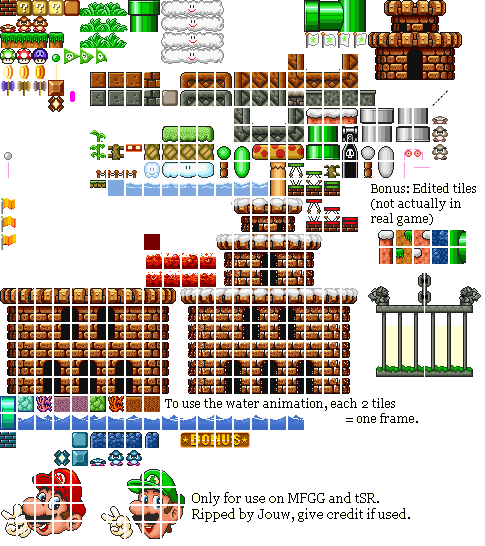 Bonus: Edited tiles
(not actually in
real game)
To use the water animation, each 2 tiles
= one frame.
BONUS
Only for use on MFGG and tSR.
Ripped by Jouw, give credit if used.